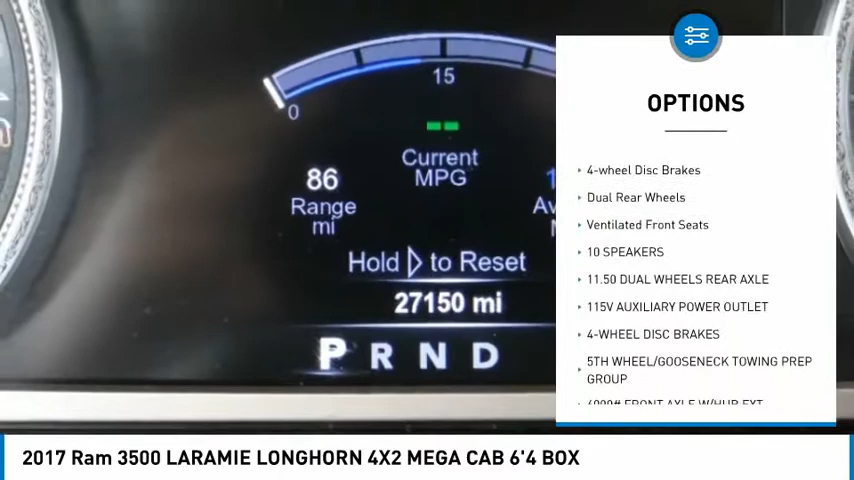 15
0
Current
MPG
86
Range
mi
Hold to Reset
27150 mi
P R N D
OPTIONS
4-wheel Disc Brakes
Dual Rear Wheels
Ventilated Front Seats
10 SPEAKERS
11.50 DUAL WHEELS REAR AXLE
115V AUXILIARY POWER OUTLET
4-WHEEL DISC BRAKES
5TH WHEEL/GOOSENECK TOWING PREP
GROUP
2017 Ram 3500 LARAMIE LONGHORN 4X2 MEGA CAB 6'4 BOX